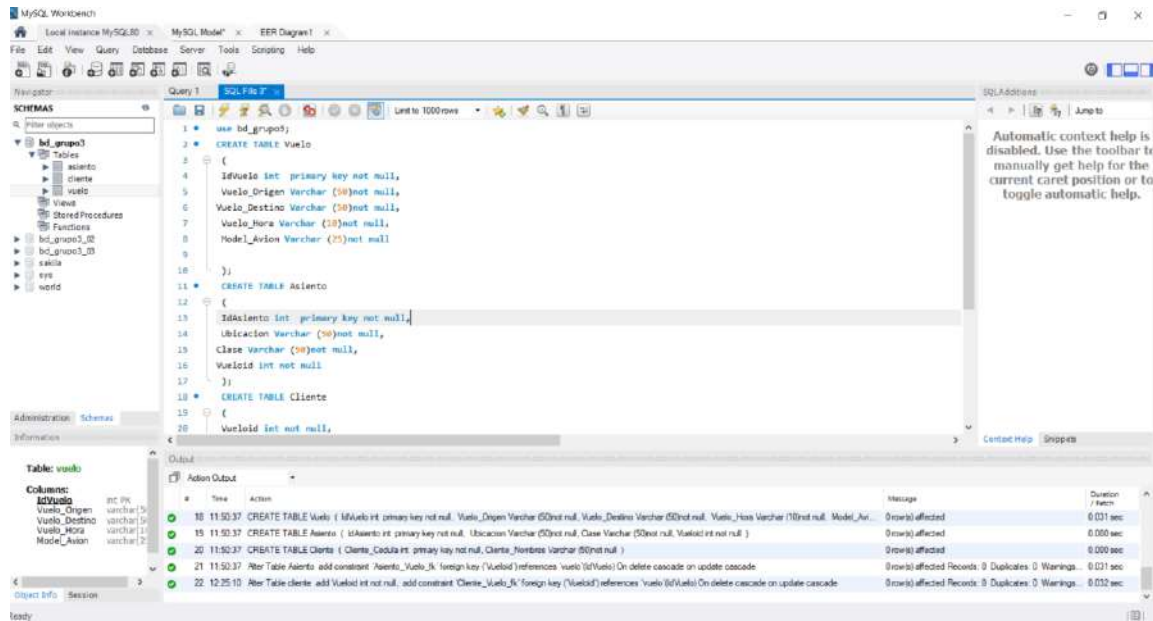 MySQL Workbench
Local instance MySQL80 x MySQL Model* x EER Diagram1 x
File Edit View Query Database Server Tools Scripting Help
Navigator
Query 1 SQL File 3* x
SQLAdditions
SCHEMAS
Limit to 1000 rows
Jump to
Filter objects
bd_grupo3
Tables
asiento
cliente
vuelo
Views
Stored Procedures
Functions
bd_grupo3_02
bd_grupo3_03
sakila
sys
world
1 use bd_grupo3;
2 CREATE TABLE Vuelo
3 (
4 IdVuelo int primary key not null,
5 Vuelo_Origen Varchar (50)not null,
6 Vuelo_Destino Varchar (50)not null,
7 Vuelo_Hora Varchar (10)not null,
8 Model_Avion Varchar (25)not null
9
10 );
11 CREATE TABLE Asiento
12 (
13 IdAsiento int primary key not null,
14 Ubicacion Varchar (50)not null,
15 Clase Varchar (50)not null,
16 Vueloid int not null
17 );
18 CREATE TABLE Cliente
19 (
20 Vueloid int not null,
Automatic context help is
disabled. Use the toolbar to
manually get help for the
current caret position or to
toggle automatic help.
Administration Schemas
Information
Context Help Snippets
Table: vuelo
Columns:
IdVuelo int PK
Vuelo_Origen varchar(5
Vuelo_Destino varchar(5
Vuelo_Hora varchar(1
Model_Avion varchar(2
Object Info Session
Output
Action Output
# Time Action Message Duration / Fetch
18 11:50:37 CREATE TABLE Vuelo ( IdVuelo int primary key not null, Vuelo_Origen Varchar (50)not null, Vuelo_Destino Varchar (50)not null, Vuelo_Hora Varchar (10)not null, Model_Avi... 0 row(s) affected 0.031 sec
19 11:50:37 CREATE TABLE Asiento ( IdAsiento int primary key not null, Ubicacion Varchar (50)not null, Clase Varchar (50)not null, Vueloid int not null ) 0 row(s) affected
20 11:50:37 CREATE TABLE Cliente ( Cliente_Cedula int primary key not null, Cliente_Nombres Varchar (50)not null ) 0 row(s) affected
21 11:50:37 Alter Table Asiento add constraint `Asiento_Vuelo_fk` foreign key (`Vueloid`) references `vuelo`(IdVuelo) On delete cascade on update cascade 0 row(s) affected Records: 0 Duplicates: 0 Warnings... 0.031 sec
22 12:25:10 Alter Table cliente add Vueloid int not null, add constraint `Cliente_Vuelo_fk` foreign key (`Vueloid`) references `vuelo`(IdVuelo) On delete cascade on update cascade 0 row(s) affected Records: 0 Duplicates: 0 Warnings... 0.032 sec
Ready